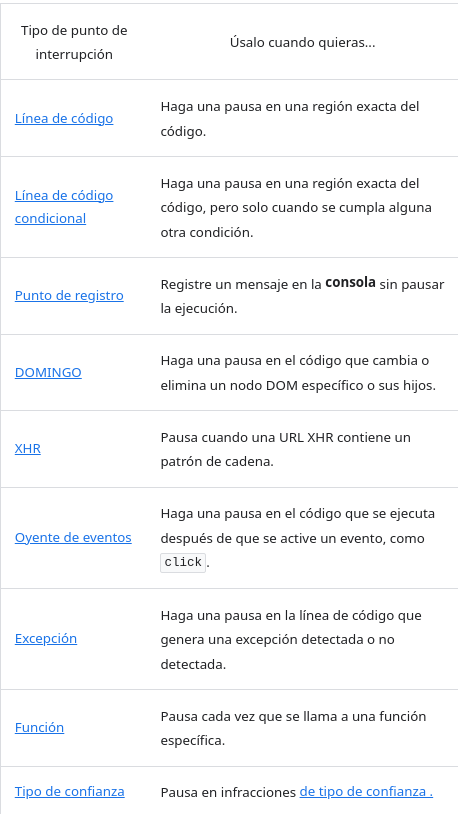 Tipo de punto de
interrupción
Úsalo cuando quieras...
Línea de código
Haga una pausa en una región exacta del
código.
Línea de código
condicional
Haga una pausa en una región exacta del
código, pero solo cuando se cumpla alguna
otra condición.
Punto de registro
Registre un mensaje en la consola sin pausar
la ejecución.
DOMINGO
Haga una pausa en el código que cambia o
elimina un nodo DOM específico o sus hijos.
XHR
Pausa cuando una URL XHR contiene un
patrón de cadena.
Oyente de eventos
Haga una pausa en el código que se ejecuta
después de que se active un evento, como
click.
Excepción
Haga una pausa en la línea de código que
genera una excepción detectada o no
detectada.
Función
Pausa cada vez que se llama a una función
específica.
Tipo de confianza
Pausa en infracciones de tipo de confianza .